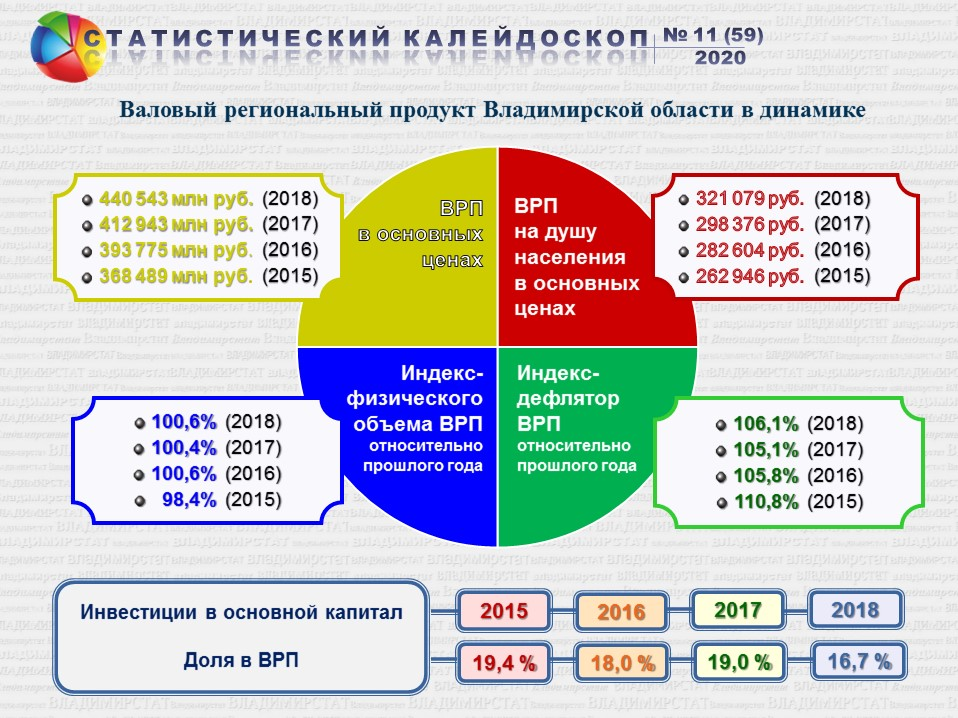 СТАТИСТИЧЕСКИЙ КАЛЕЙДОСКОП № 11 (59)
2020
Валовый региональный продукт Владимирской области в динамике
440 543 млн руб. (2018)
412 943 млн руб. (2017)
393 775 млн руб. (2016)
368 489 млн руб. (2015)
ВРП
в основных
ценах
ВРП
на душу
населения
в основных
ценах
321 079 руб. (2018)
298 376 руб. (2017)
282 604 руб. (2016)
262 946 руб. (2015)
100,6% (2018)
100,4% (2017)
100,6% (2016)
98,4% (2015)
Индекс-
физического
объема ВРП
относительно
прошлого года
Индекс-
дефлятор
ВРП
относительно
прошлого года
106,1% (2018)
105,1% (2017)
105,8% (2016)
110,8% (2015)
Инвестиции в основной капитал
2015 2016 2017 2018
Доля в ВРП
19,4 % 18,0 % 19,0 % 16,7 %